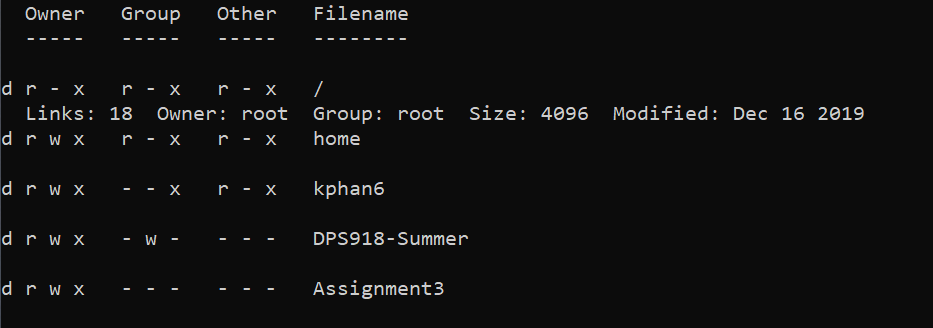 Owner Group Other Filename
----- ----- ----- --------
d r - x r - x r - x /
Links: 18 Owner: root Group: root Size: 4096 Modified: Dec 16 2019
d r w x r - x r - x home
d r w x - - x r - x kphan6
d r w x - w - - - - DPS918-Summer
d r w x - - - - - - Assignment3